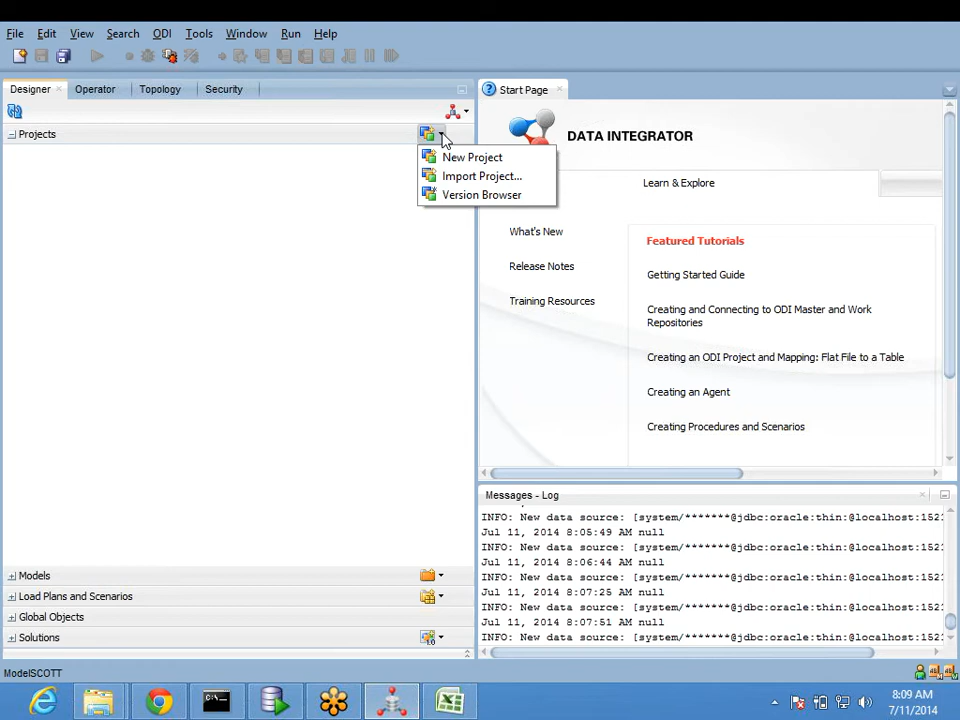 File Edit View Search ODI Tools Window Run Help
Designer Operator Topology Security
Start Page
Projects
DATA INTEGRATOR
New Project
Import Project...
Version Browser
Learn & Explore
What's New
Release Notes
Training Resources
Featured Tutorials
Getting Started Guide
Creating and Connecting to ODI Master and Work
Repositories
Creating an ODI Project and Mapping: Flat File to a Table
Creating an Agent
Creating Procedures and Scenarios
Messages - Log
INFO: New data source: [system/*******@jdbc:oracle:thin:@localhost:1521
Jul 11, 2014 8:05:49 AM null
INFO: New data source: [system/*******@jdbc:oracle:thin:@localhost:1521
Jul 11, 2014 8:06:44 AM null
INFO: New data source: [system/*******@jdbc:oracle:thin:@localhost:1521
Jul 11, 2014 8:07:25 AM null
INFO: New data source: [system/*******@jdbc:oracle:thin:@localhost:1521
Jul 11, 2014 8:07:51 AM null
INFO: New data source: [system/*******@jdbc:oracle:thin:@localhost:1521
Models
Load Plans and Scenarios
Global Objects
Solutions
1.0
ModelSCOTT
C:\
8:09 AM
7/11/2014